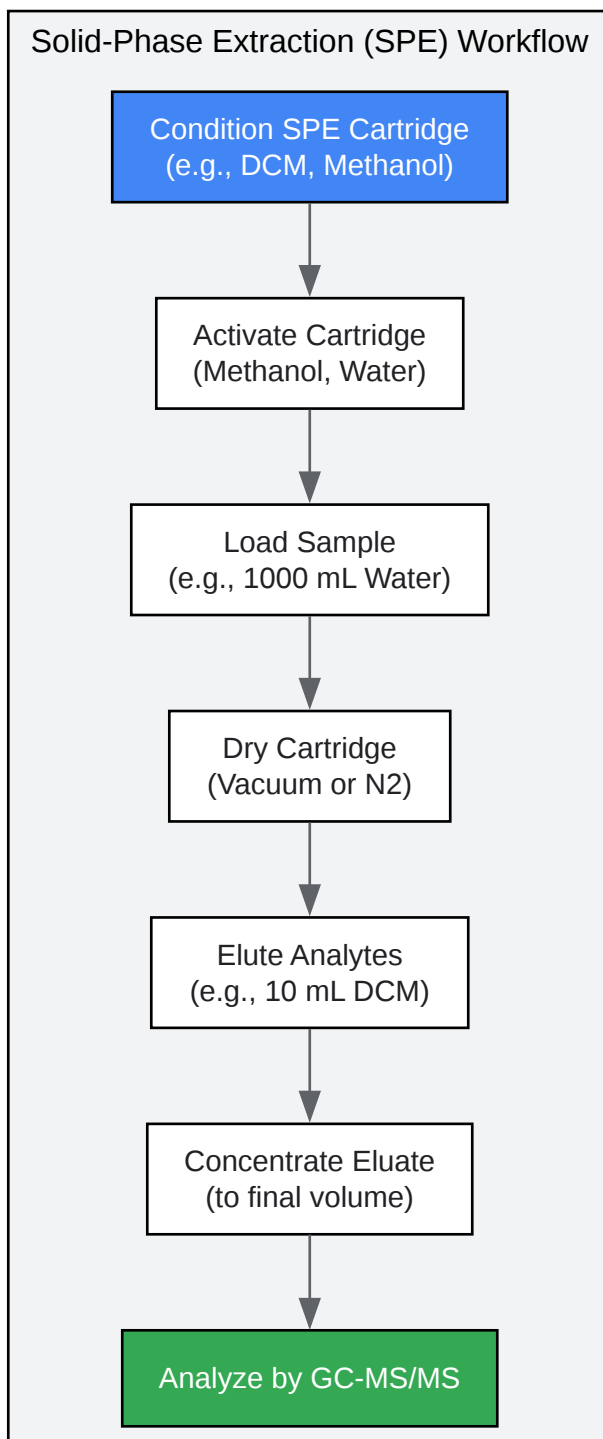 Solid-Phase Extraction (SPE) Workflow
Condition SPE Cartridge
(e.g., DCM, Methanol)
Activate Cartridge
(Methanol, Water)
Load Sample
(e.g., 1000 mL Water)
Dry Cartridge
(Vacuum or N2)
Elute Analytes
(e.g., 10 mL DCM)
Concentrate Eluate
(to final volume)
Analyze by GC-MS/MS